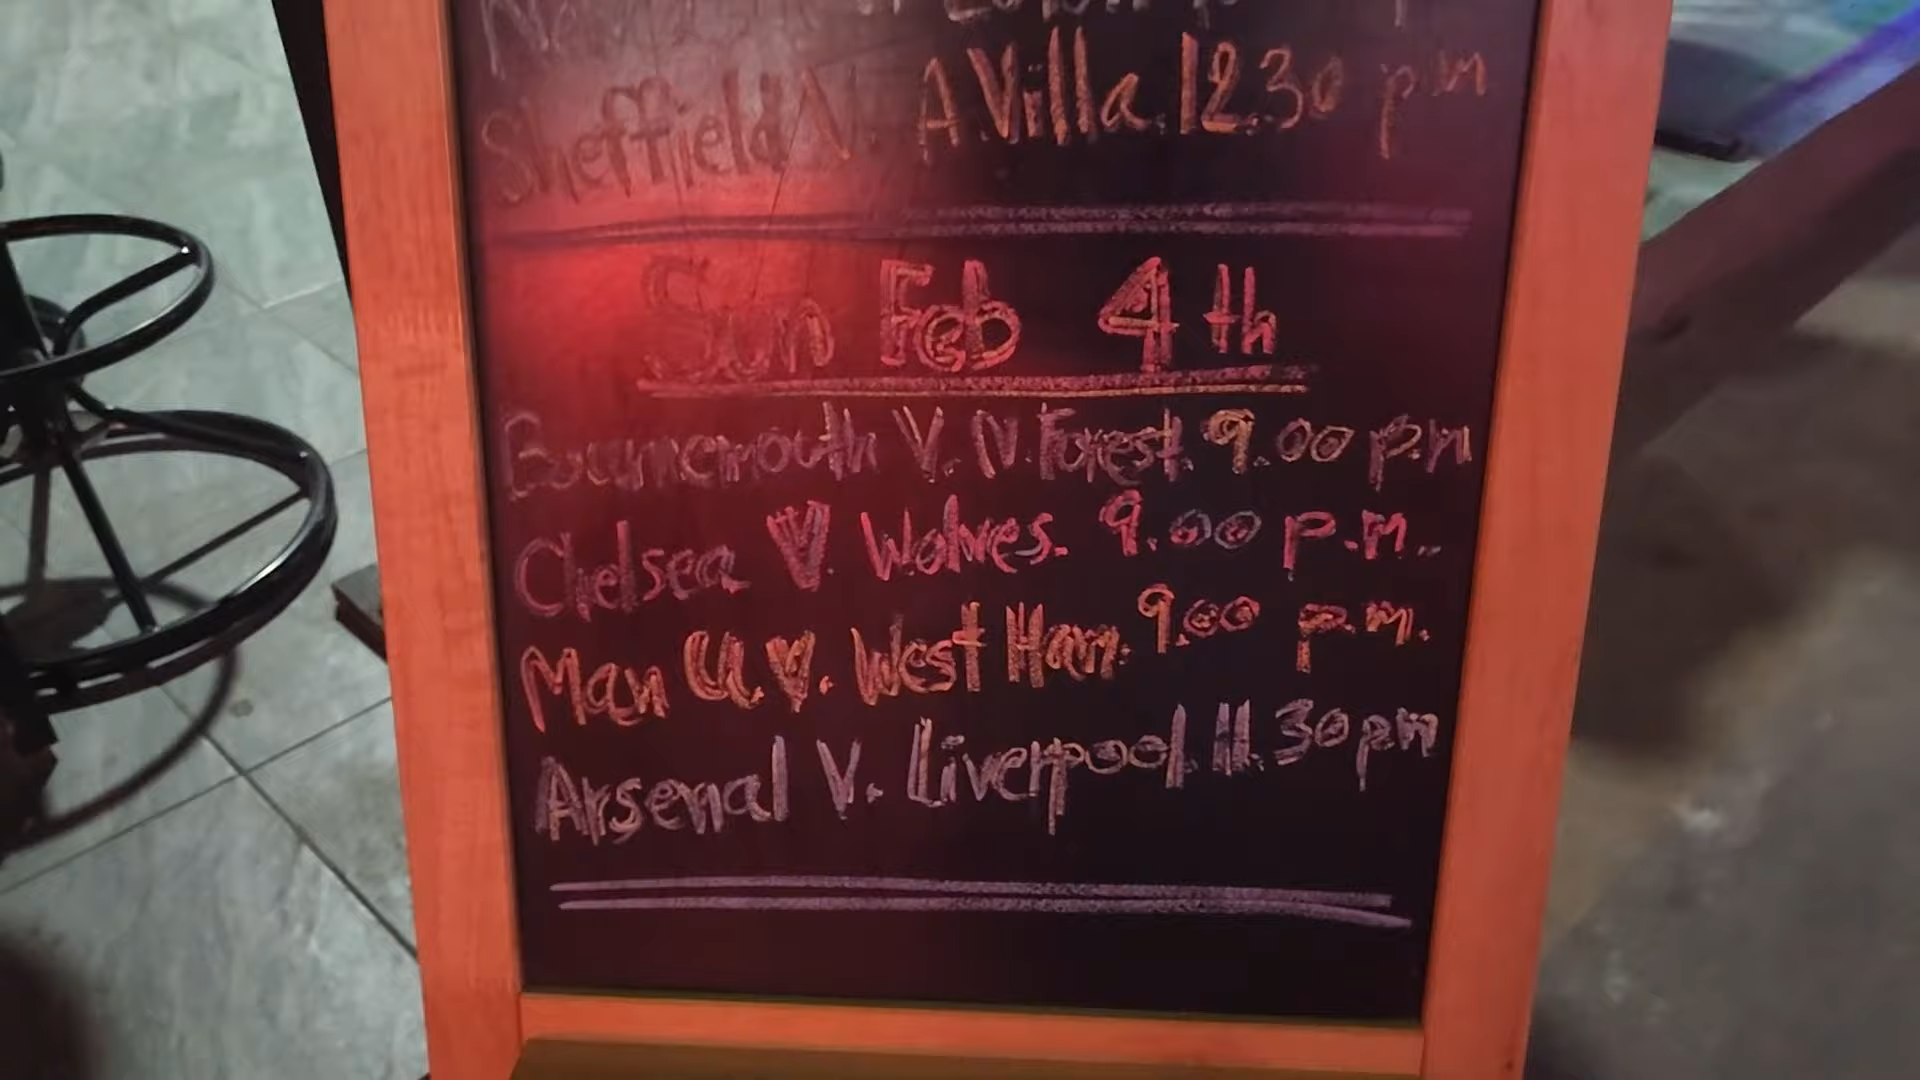 Sheffield V. A.Villa. 12.30 pm
Sun Feb 4th
Bournemouth V. N.Forest. 9.00 p.m
Chelsea V. Wolves. 9.00 p.m..
Man U. V. West Ham. 9.00 p.m.
Arsenal V. Liverpool. 11.30pm